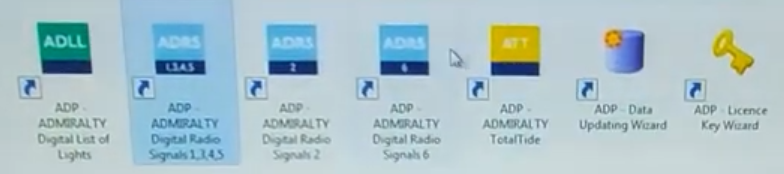 ADLL
ADP -
ADMIRALTY
Digital List of
Lights
ADRS
1,3,4,5
ADP -
ADMIRALTY
Digital Radio
Signals 1,3,4,5
ADRS
2
ADP -
ADMIRALTY
Digital Radio
Signals 2
ADRS
6
ADP -
ADMIRALTY
Digital Radio
Signals 6
ATT
ADP -
ADMIRALTY
TotalTide
ADP - Data
Updating Wizard
ADP - Licence
Key Wizard